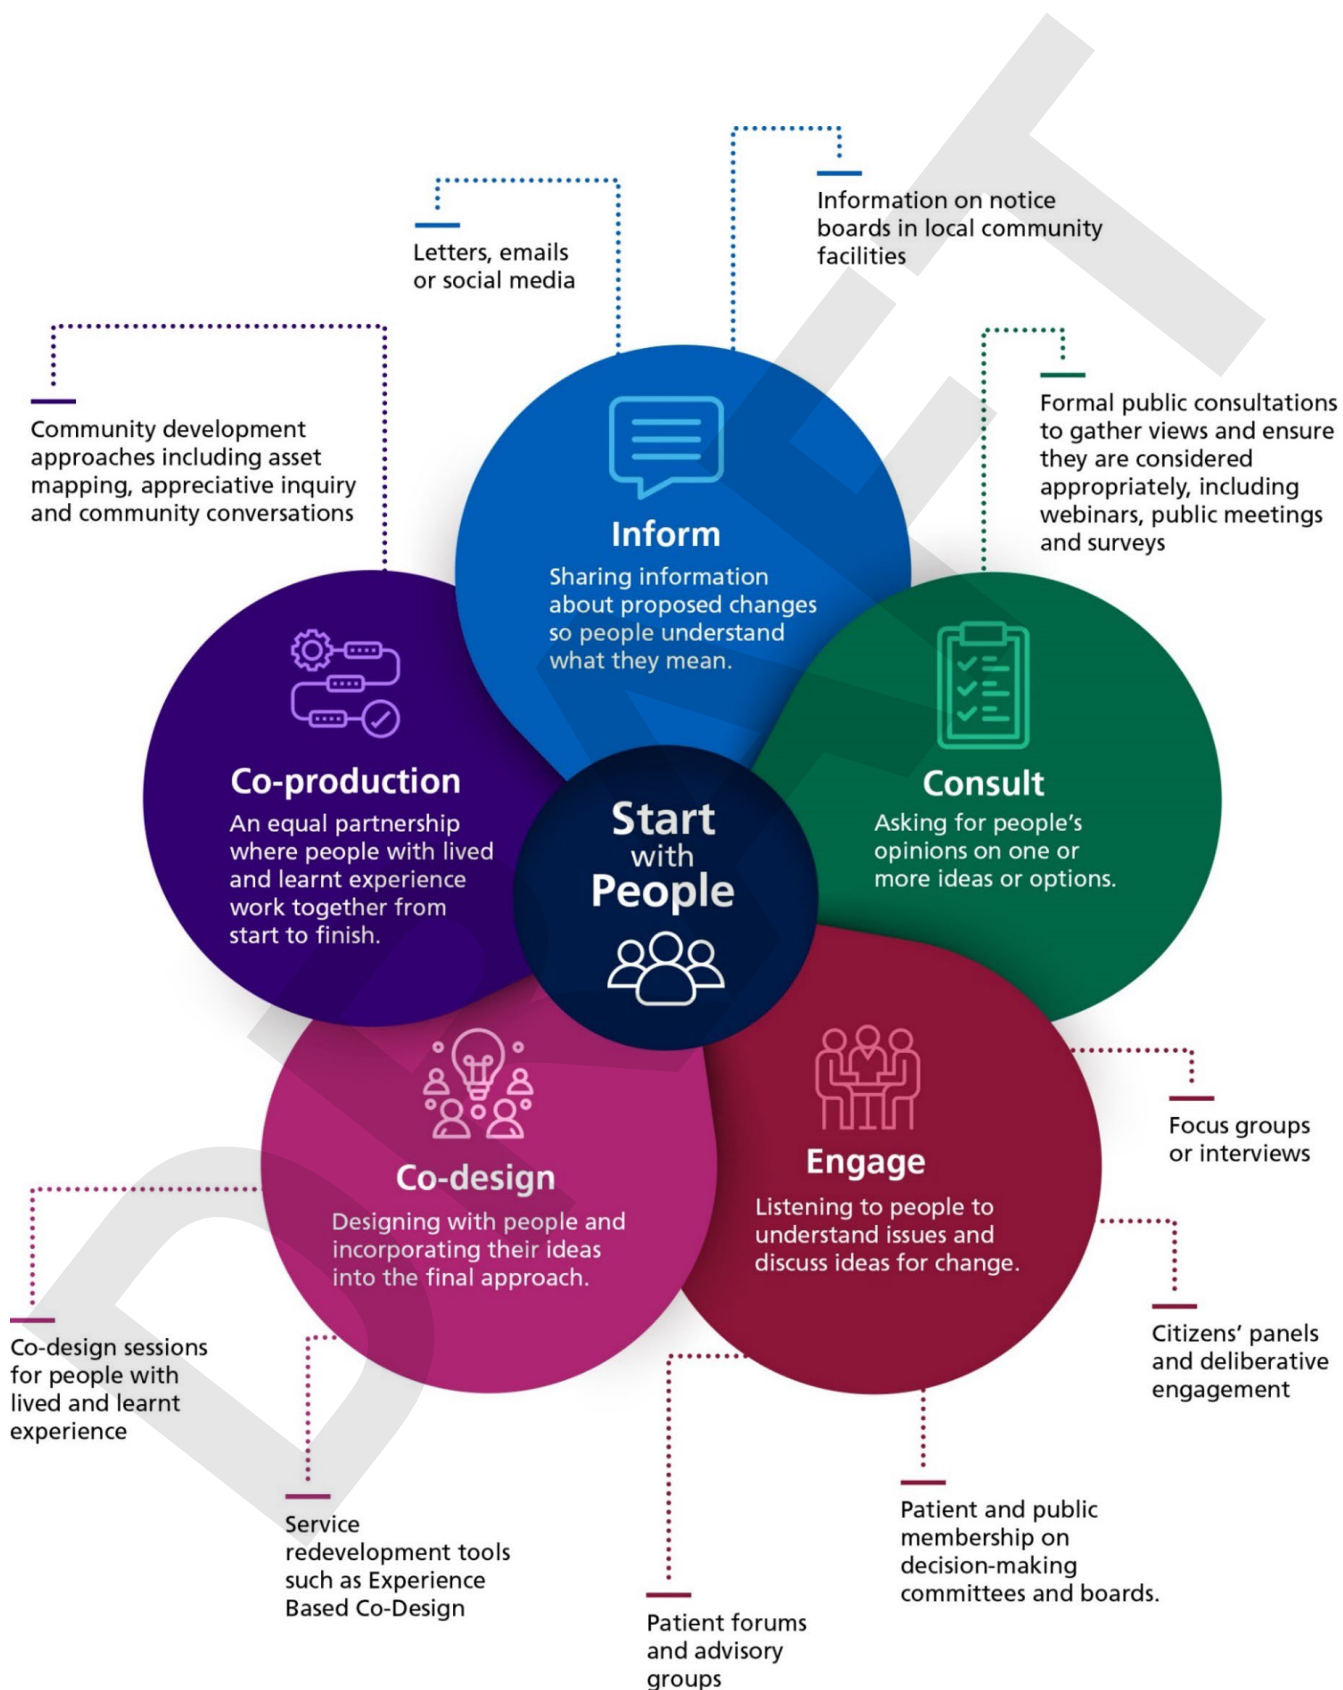 Information on notice
boards in local community
facilities
Letters, emails
or social media
Formal public consultations
to gather views and ensure
they are considered
appropriately, including
webinars, public meetings
and surveys
Community development
approaches including asset
mapping, appreciative inquiry
and community conversations
Inform
Sharing information
about proposed changes
so people understand
what they mean.
Co-production
An equal partnership
where people with lived
and learnt experience
work together from
start to finish.
Start
with
People
Consult
Asking for people's
opinions on one or
more ideas or options.
Co-design
Designing with people and
incorporating their ideas
into the final approach.
Engage
Listening to people to
understand issues and
discuss ideas for change.
Focus groups
or interviews
Citizens' panels
and deliberative
engagement
Co-design sessions
for people with
lived and learnt
experience
Service
redevelopment tools
such as Experience
Based Co-Design
Patient and public
membership on
decision-making
committees and boards.
Patient forums
and advisory
groups
DRAFT